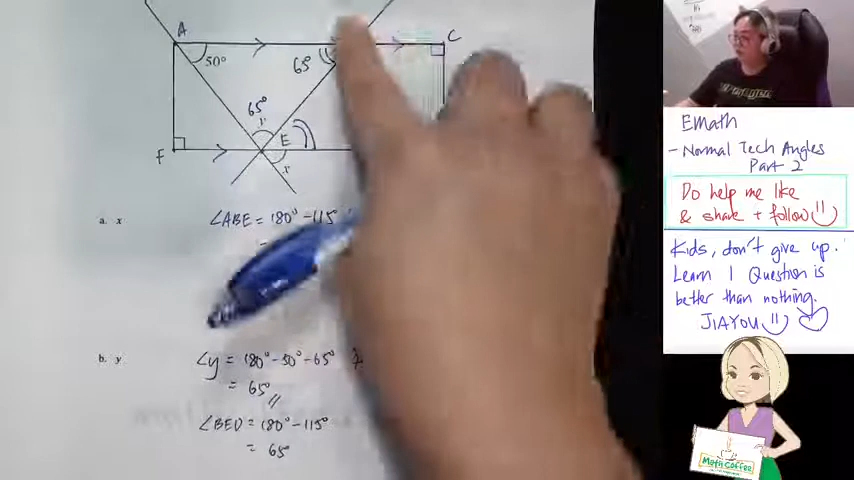 A
C
50°
65°
65°
y
E
F
x
a. x
∠ABE = 180° - 115°
b. y
∠y = 180° - 50° - 65°
= 65°
∠BED = 180° - 115°
= 65°
EMath
- Normal Tech Angles
Part 2
Do help me like
& share + follow
Kids, don't give up.
Learn 1 Question is
better than nothing.
JIAYOU
Math Coffee